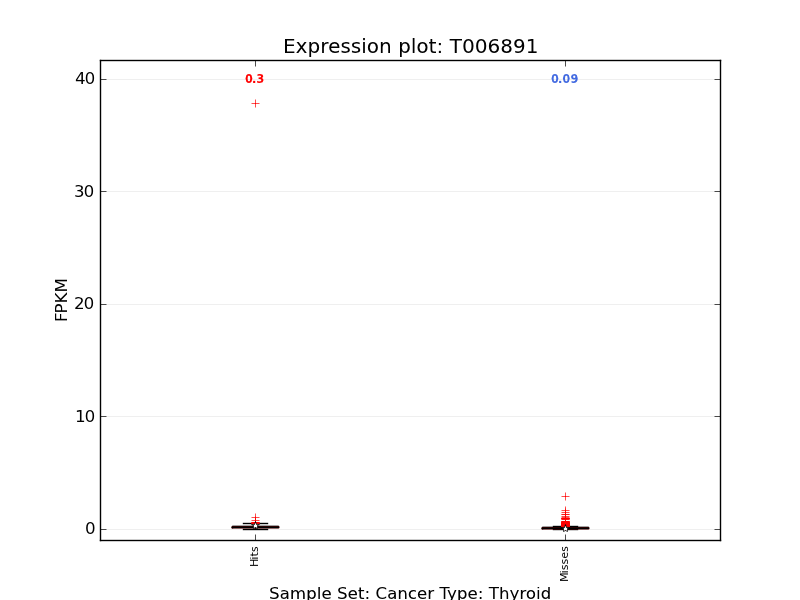 Expression plot: T006891
40
0.3
0.09
30
FPKM
20
10
0
Hits
Misses
Sample Set: Cancer Type: Thyroid